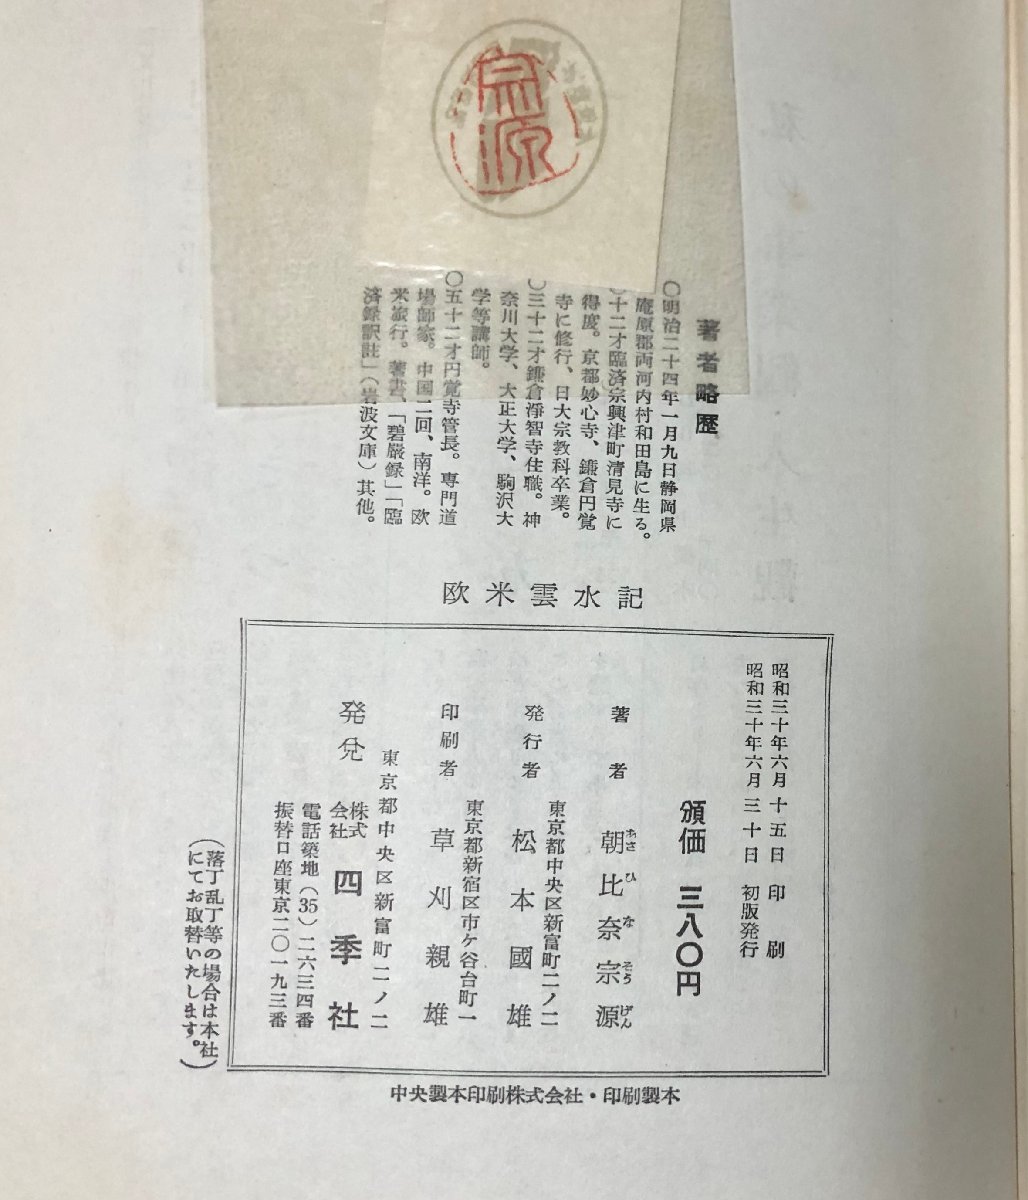 宗源
著者略歴
○明治二十四年一月九日静岡県
庵原郡両河内村和田島に生る。
○十二才臨済宗興津町清見寺に
得度。京都妙心寺、鎌倉円覚
寺に修行、日大宗教科卒業。
○三十二才鎌倉淨智寺住職。神
奈川大学、大正大学、駒沢大
学等講師。
○五十二才円覚寺管長。専門道
場師家。中国二回、南洋。欧
米旅行。著書、「碧巖録」「臨
済録訳註」（岩波文庫）其他。
欧米雲水記
昭和三十年六月十五日印刷
昭和三十年六月三十日初版発行
頒価 三八〇円
著者 朝比奈宗源
あさひなそうげん
東京都中央区新富町二ノ二
発行者 松本國雄
東京都新宿区市ケ谷台町一
印刷者 草刈親雄
東京都中央区新富町二ノ二
発兌 株式会社 四季社
電話築地（35）二六三四番
振替口座東京二〇一九三番
（落丁乱丁等の場合は本社
にてお取替いたします。）
中央製本印刷株式会社・印刷製本